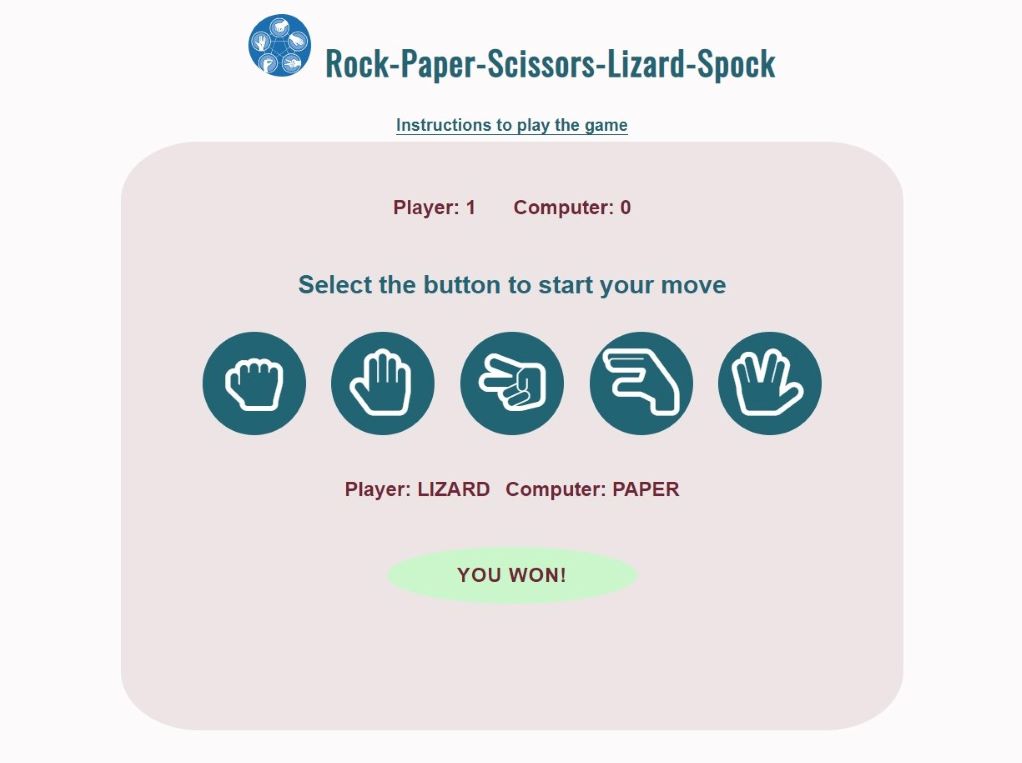 Rock-Paper-Scissors-Lizard-Spock
Instructions to play the game
Player: 1 Computer: 0
Select the button to start your move
Player: LIZARD Computer: PAPER
YOU WON!